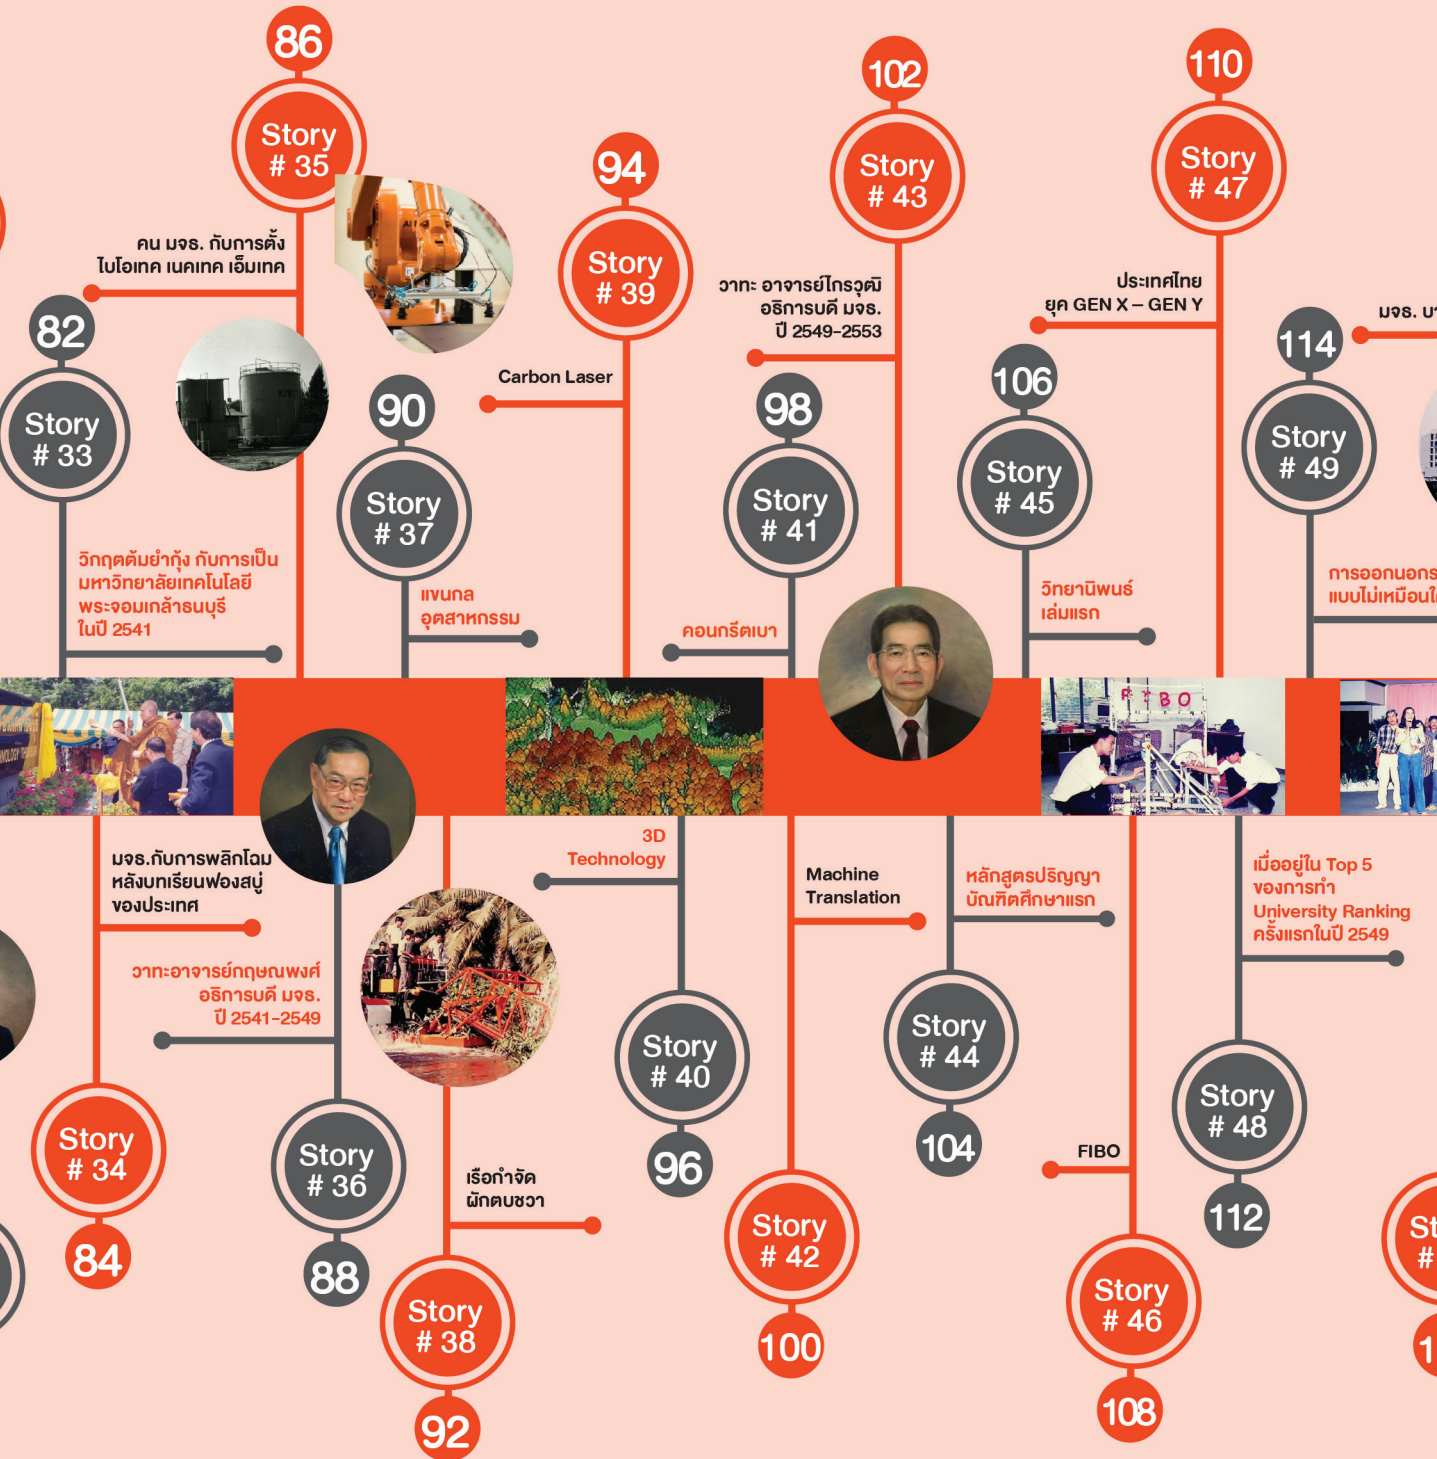 86
Story
# 35
คน มจธ. กับการตั้ง
ไบโอเทค เนคเทค เอ็มเทค
82
Story
# 33
วิกฤตต้มยำกุ้ง กับการเป็น
มหาวิทยาลัยเทคโนโลยี
พระจอมเกล้าธนบุรี
ในปี 2541
90
Story
# 37
แขนกล
อุตสาหกรรม
94
Story
# 39
Carbon Laser
98
Story
# 41
คอนกรีตเบา
102
Story
# 43
วาทะ อาจารย์ไกรวุฒิ
อธิการบดี มจธ.
ปี 2549-2553
106
Story
# 45
วิทยานิพนธ์
เล่มแรก
110
Story
# 47
ประเทศไทย
ยุค GEN X – GEN Y
114
Story
# 49
มจธ.
FIBO
มจธ.กับการพลิกโฉม
หลังบทเรียนฟองสบู่
ของประเทศ
Story
# 34
84
วาทะอาจารย์กฤษณพงศ์
อธิการบดี มจธ.
ปี 2541-2549
Story
# 36
88
เรือกำจัด
ผักตบชวา
Story
# 38
92
3D
Technology
Story
# 40
96
Machine
Translation
Story
# 42
100
หลักสูตรปริญญา
บัณฑิตศึกษาแรก
Story
# 44
104
FIBO
Story
# 46
108
เมื่ออยู่ใน Top 5
ของการทำ
University Ranking
ครั้งแรกในปี 2549
Story
# 48
112